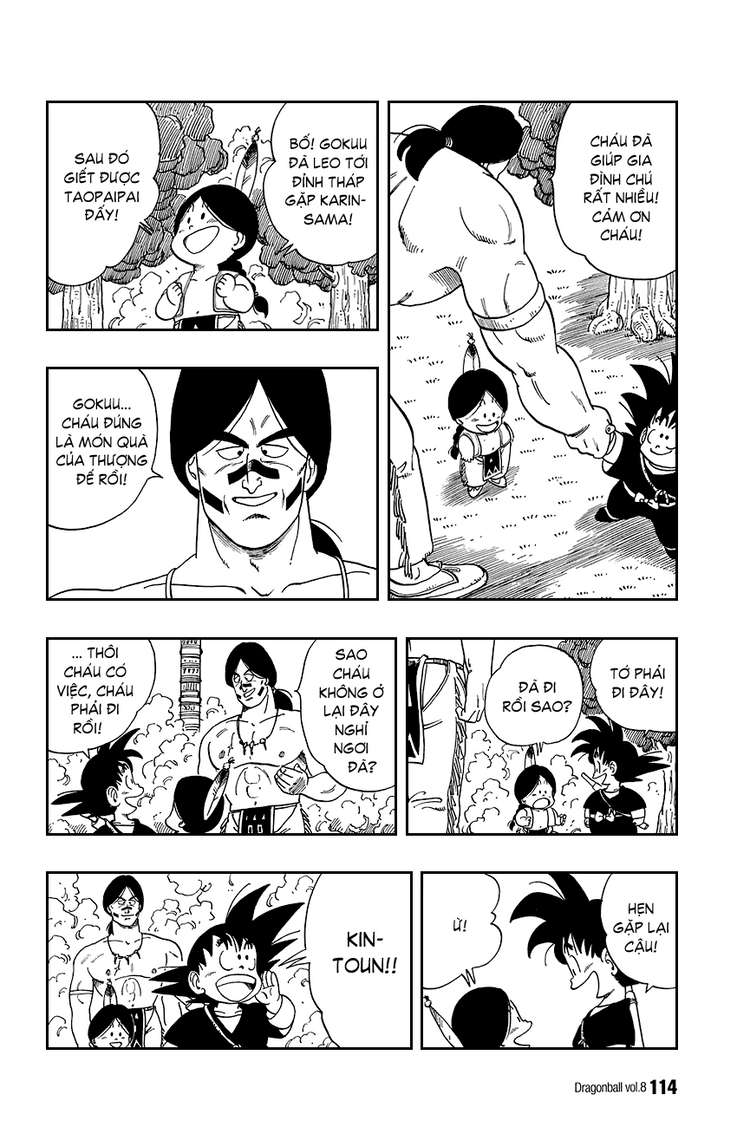 CHÁU ĐÃ
GIÚP GIA
ĐÌNH CHÚ
RẤT NHIỀU!
CẢM ƠN
CHÁU!
BỐ! GOKUU
ĐÃ LEO TỚI
ĐỈNH THÁP
GẶP KARIN-
SAMA!
SAU ĐÓ
GIẾT ĐƯỢC
TAOPAIPAI
ĐẤY!
GOKUU...
CHÁU ĐÚNG
LÀ MÓN QUÀ
CỦA THƯỢNG
ĐẾ RỒI!
TỚ PHẢI
ĐI ĐÂY!
ĐÃ ĐI
RỒI SAO?
SAO
CHÁU
KHÔNG Ở
LẠI ĐÂY
NGHỈ
NGƠI
ĐÃ?
... THÔI
CHÁU CÓ
VIỆC, CHÁU
PHẢI ĐI
RỒI!
HẸN
GẶP LẠI
CẬU!
Ừ!
KIN-
TOUN!!
Dragonball vol.8 114